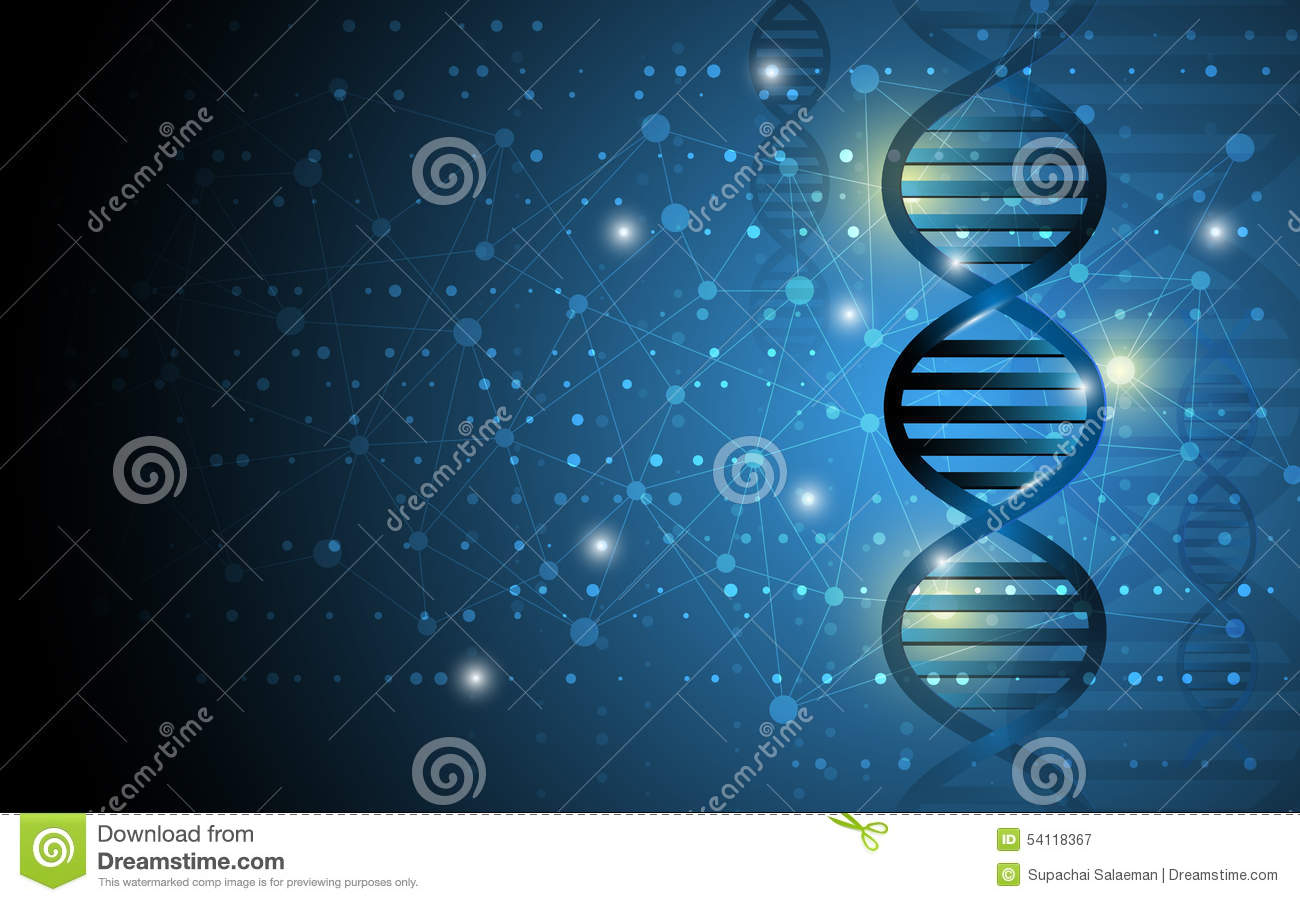 dreamstime
dreamstime
dreamstime
dreamstime
dreamstime
dreamstime
dreamstime
Download from
Dreamstime.com
This watermarked comp image is for previewing purposes only.
ID 54118367
© Supachai Salaeman | Dreamstime.com